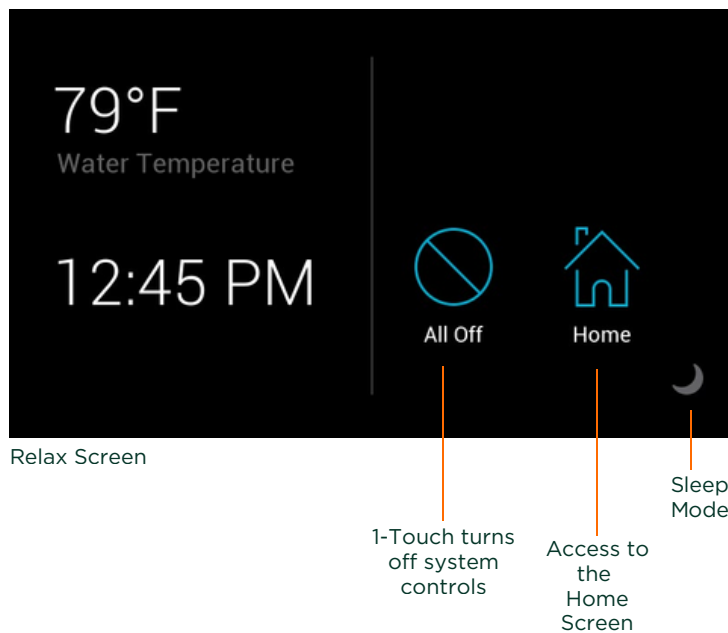 79°F
Water Temperature
12:45 PM
All Off
Home
Relax Screen
1-Touch turns
off system
controls
Access to
the
Home
Screen
Sleep
Mode